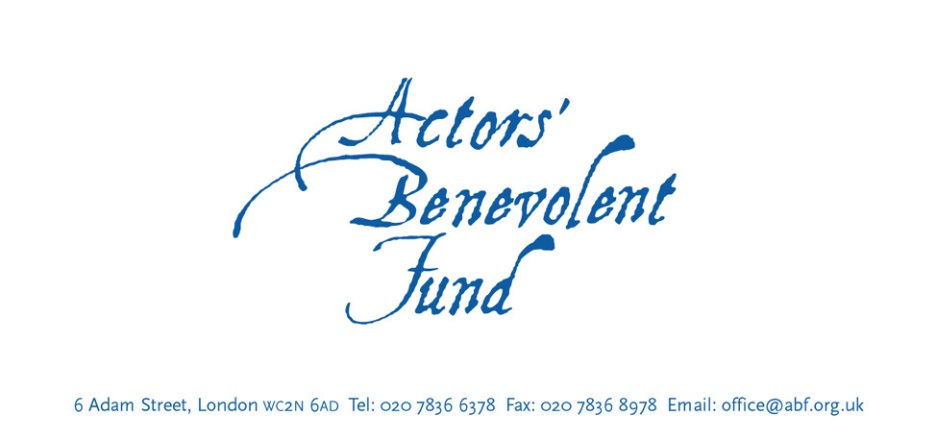 Actors'
Benevolent
Fund
6 Adam Street, London WC2N 6AD Tel: 020 7836 6378 Fax: 020 7836 8978 Email: office@abf.org.uk